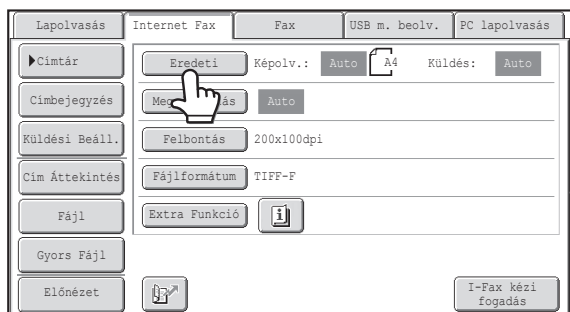 Lapolvasás Internet Fax Fax USB m. beolv. PC lapolvasás
Címtár Eredeti Képolv.: Auto A4 Küldés: Auto
Címbejegyzés Auto
Küldési Beáll. Felbontás 200x100dpi
Cím Áttekintés Fájlformátum TIFF-F
Fájl Extra Funkció
Gyors Fájl
Előnézet I-Fax kézi
fogadás